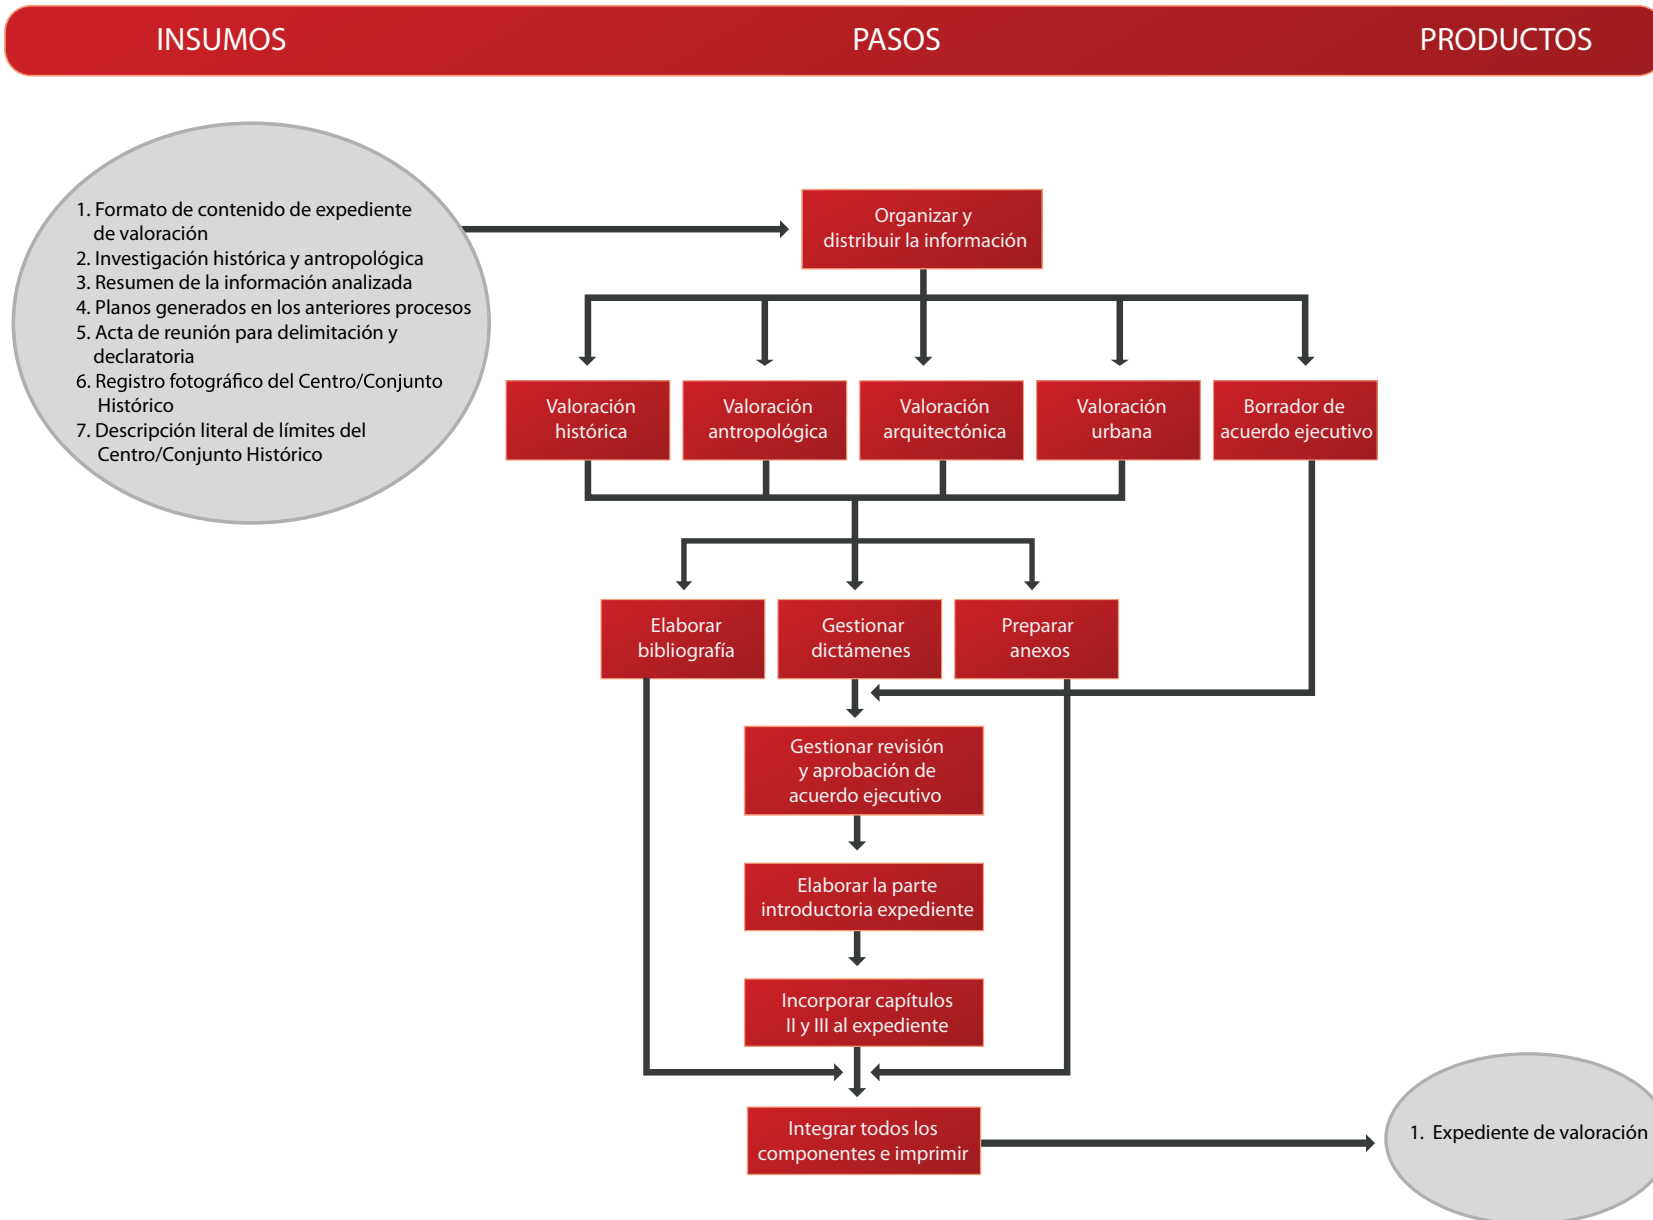 INSUMOS
PASOS
PRODUCTOS
1. Formato de contenido de expediente
de valoración
2. Investigación histórica y antropológica
3. Resumen de la información analizada
4. Planos generados en los anteriores procesos
5. Acta de reunión para delimitación y
declaratoria
6. Registro fotográfico del Centro/Conjunto
Histórico
7. Descripción literal de límites del
Centro/Conjunto Histórico
Organizar y
distribuir la información
Valoración
histórica
Valoración
antropológica
Valoración
arquitectónica
Valoración
urbana
Borrador de
acuerdo ejecutivo
Elaborar
bibliografía
Gestionar
dictámenes
Preparar
anexos
Gestionar revisión
y aprobación de
acuerdo ejecutivo
Elaborar la parte
introductoria expediente
Incorporar capítulos
II y III al expediente
Integrar todos los
componentes e imprimir
1. Expediente de valoración